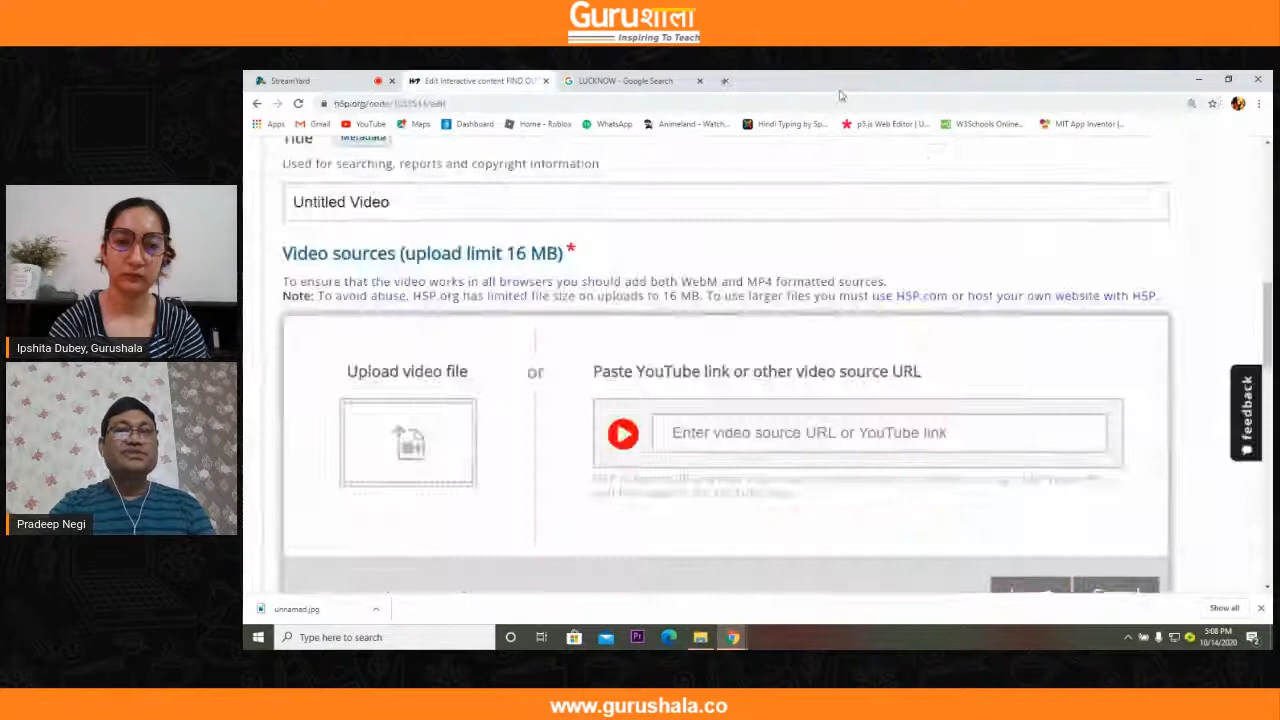 Guruशाला
Inspiring To Teach
StreamYard
H5P Edit Interactive content FIND OU
LUCKNOW - Google Search
Apps
Gmail
YouTube
Maps
Dashboard
Home - Roblox
WhatsApp
Animeland - Watch...
Hindi Typing by Sp...
p5.js Web Editor | U...
W3Schools Online...
MIT App Inventor |...
Title Metadata
Used for searching, reports and copyright information
Untitled Video
Video sources (upload limit 16 MB) *
To ensure that the video works in all browsers you should add both WebM and MP4 formatted sources.
Note: To avoid abuse, H5P.org has limited file size on uploads to 16 MB. To use larger files you must use H5P.com or host your own website with H5P.
Upload video file
or
Paste YouTube link or other video source URL
Enter video source URL or YouTube link
feedback
Ipshita Dubey, Gurushala
Pradeep Negi
unnamed.jpg
Show all
Type here to search
Pr
5:08 PM
10/14/2020
2
www.gurushala.co